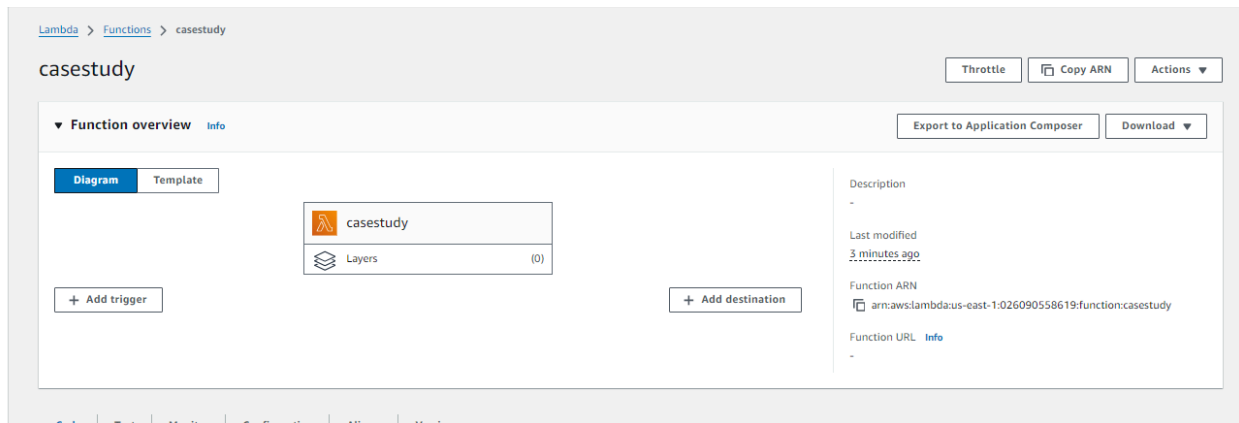 Lambda > Functions > casestudy
casestudy
Throttle
Copy ARN
Actions
Function overview Info
Export to Application Composer
Download
Diagram
Template
casestudy
Layers (0)
+ Add trigger
+ Add destination
Description
-
Last modified
3 minutes ago
Function ARN
arn:aws:lambda:us-east-1:026090558619:function:casestudy
Function URL Info
-